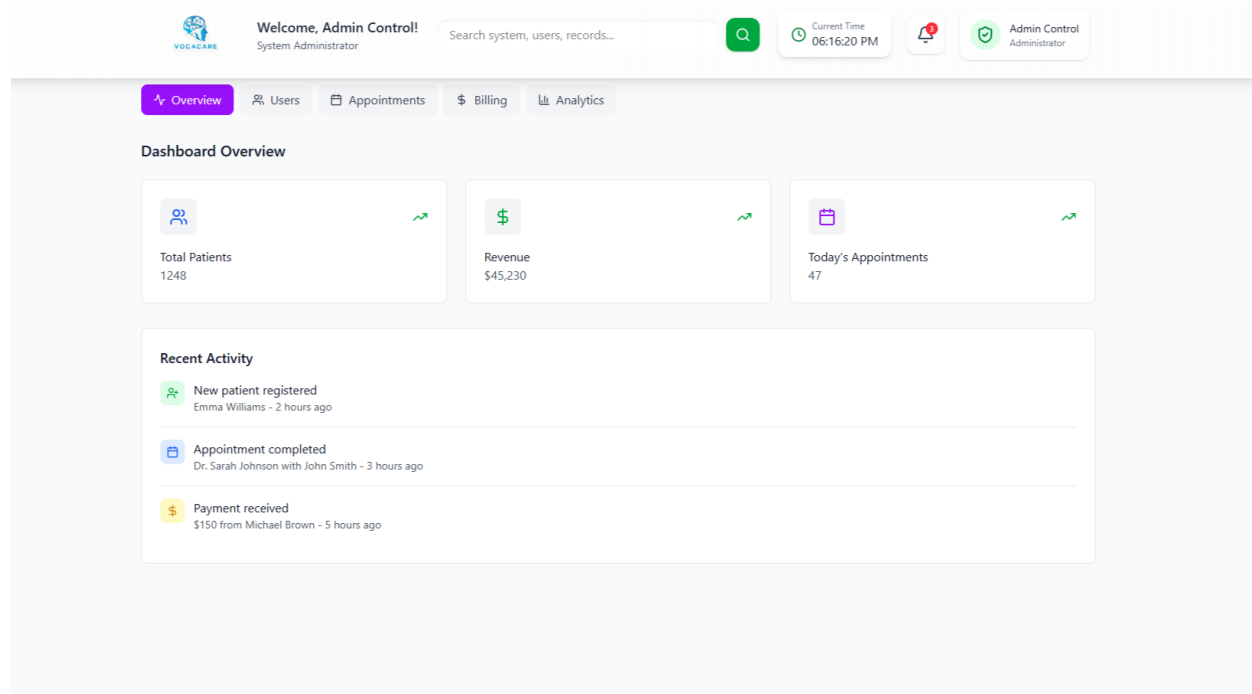 VOCACARE
Welcome, Admin Control!
System Administrator
Search system, users, records...
Current Time
06:16:20 PM
3
Admin Control
Administrator
Overview
Users
Appointments
Billing
Analytics
Dashboard Overview
Total Patients
1248
Revenue
$45,230
Today's Appointments
47
Recent Activity
New patient registered
Emma Williams - 2 hours ago
Appointment completed
Dr. Sarah Johnson with John Smith - 3 hours ago
Payment received
$150 from Michael Brown - 5 hours ago